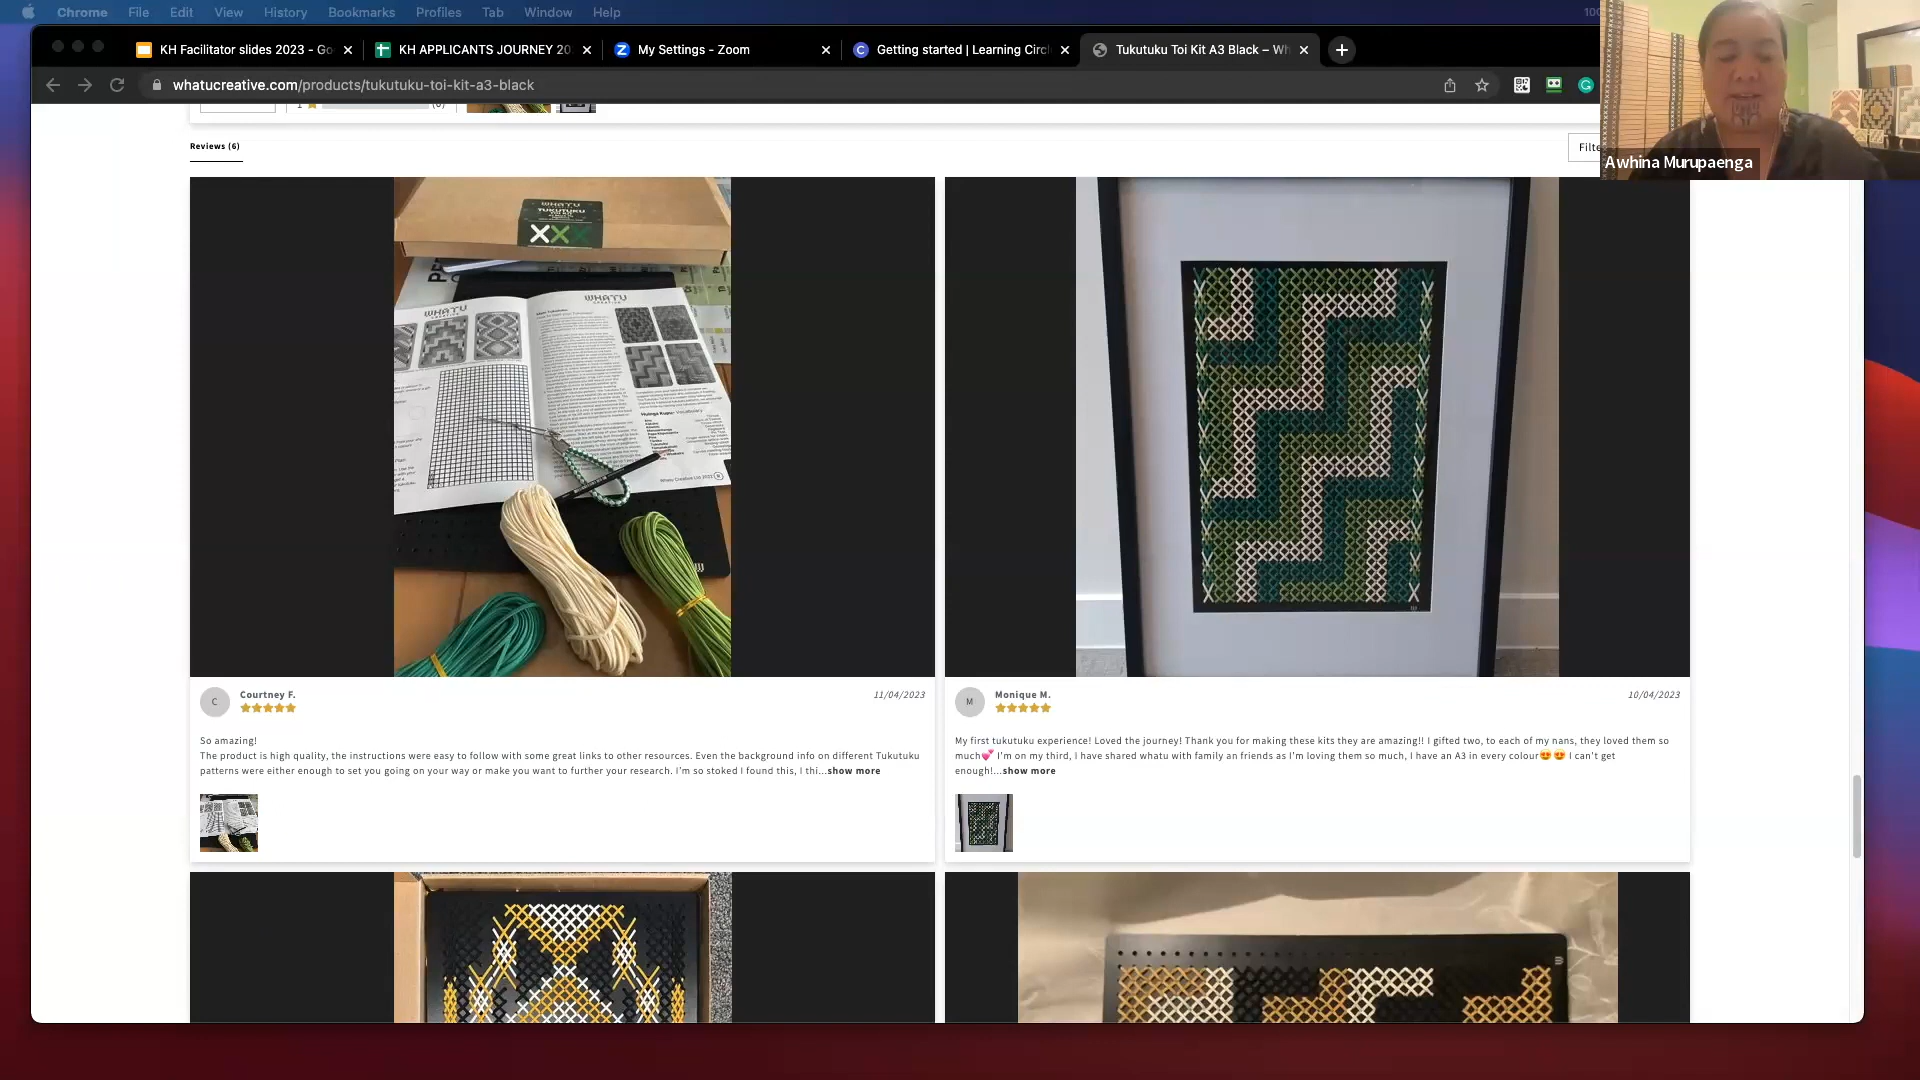 Chrome File Edit View History Bookmarks Profiles Tab Window Help
KH Facilitator slides 2023 - Go
KH APPLICANTS JOURNEY 20
My Settings - Zoom
Getting started | Learning Circ
Tukutuku Toi Kit A3 Black – Wh
whatucreative.com/products/tukutuku-toi-kit-a3-black
Awhina Murupaenga
Reviews (6)
Filte
WHATU
TUKUTUKU
WHATU
WHATU
Courtney F.
11/04/2023
So amazing!
The product is high quality, the instructions were easy to follow with some great links to other resources. Even the background info on different Tukutuku
patterns were either enough to set you going on your way or make you want to further your research. I'm so stoked I found this, I thi...show more
Monique M.
10/04/2023
My first tukutuku experience! Loved the journey! Thank you for making these kits they are amazing!! I gifted two, to each of my nans, they loved them so
much💕 I'm on my third, I have shared whatu with family an friends as I'm loving them so much, I have an A3 in every colour😍😍 I can't get
enough!...show more